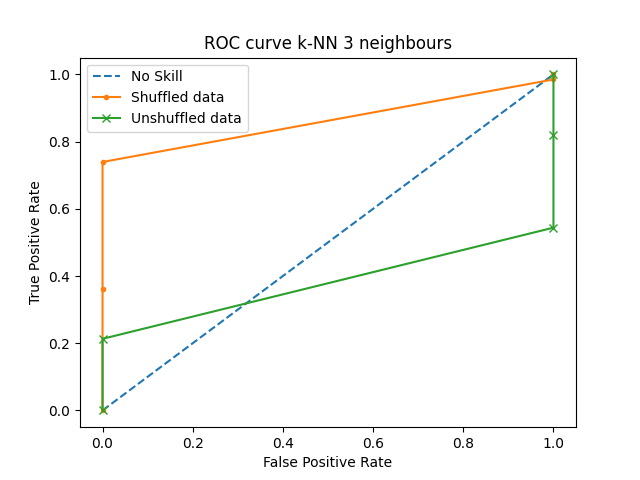 ROC curve k-NN 3 neighbours
No Skill
Shuffled data
Unshuffled data
True Positive Rate
1.0
0.8
0.6
0.4
0.2
0.0
0.0 0.2 0.4 0.6 0.8 1.0
False Positive Rate